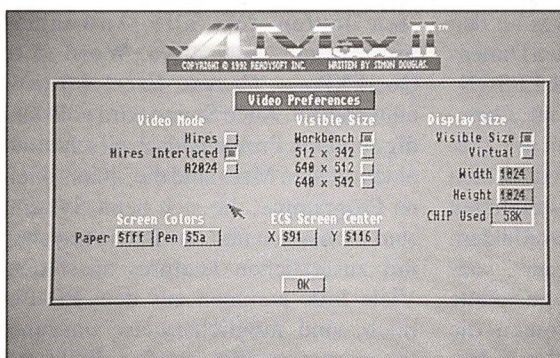 A-Max II™
COPYRIGHT © 1992 READYSOFT INC. WRITTEN BY SIMON DOUGLAS.
Video Preferences
Video Mode
Hires
Hires Interlaced
A2024
Visible Size
Workbench
512 x 342
640 x 512
640 x 542
Display Size
Visible Size
Virtual
Width 1024
Height 1024
CHIP Used 58K
Screen Colors
Paper $fff Pen $5a
ECS Screen Center
X $91 Y $116
OK